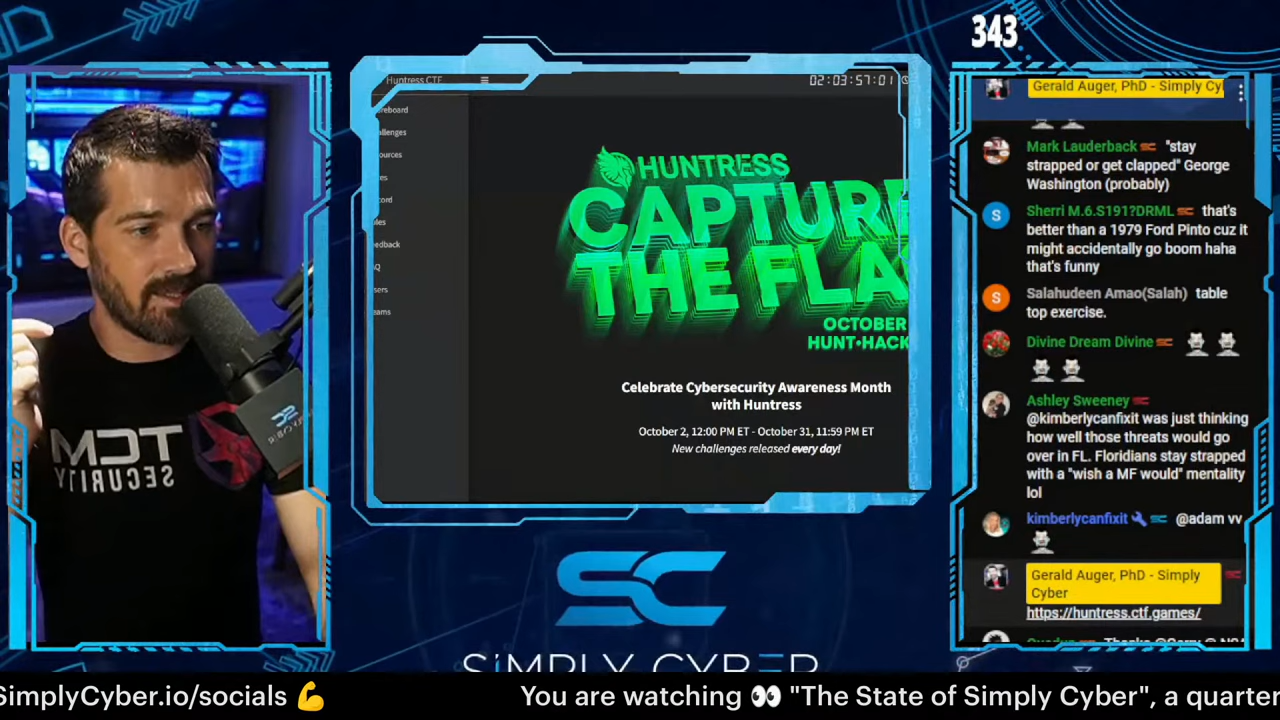 343
Huntress CTF
02:03:57:01
HUNTRESS
CAPTURE
THE FLA
OCTOBER
HUNT•HACK
Celebrate Cybersecurity Awareness Month
with Huntress
October 2, 12:00 PM ET - October 31, 11:59 PM ET
New challenges released every day!
TCM
SECURITY
Gerald Auger, PhD - Simply Cy
Mark Lauderback "stay
strapped or get clapped" George
Washington (probably)
Sherri M.6.S191?DRML that's
better than a 1979 Ford Pinto cuz it
might accidentally go boom haha
that's funny
Salahudeen Amao(Salah) table
top exercise.
Divine Dream Divine
Ashley Sweeney
@kimberlycanfixit was just thinking
how well those threats would go
over in FL. Floridians stay strapped
with a "wish a MF would" mentality
lol
kimberlycanfixit @adam vv
Gerald Auger, PhD - Simply
Cyber
https://huntress.ctf.games/
SC
SIMPLY CYBER
SimplyCyber.io/socials 💪 You are watching 👀 "The State of Simply Cyber", a quarter